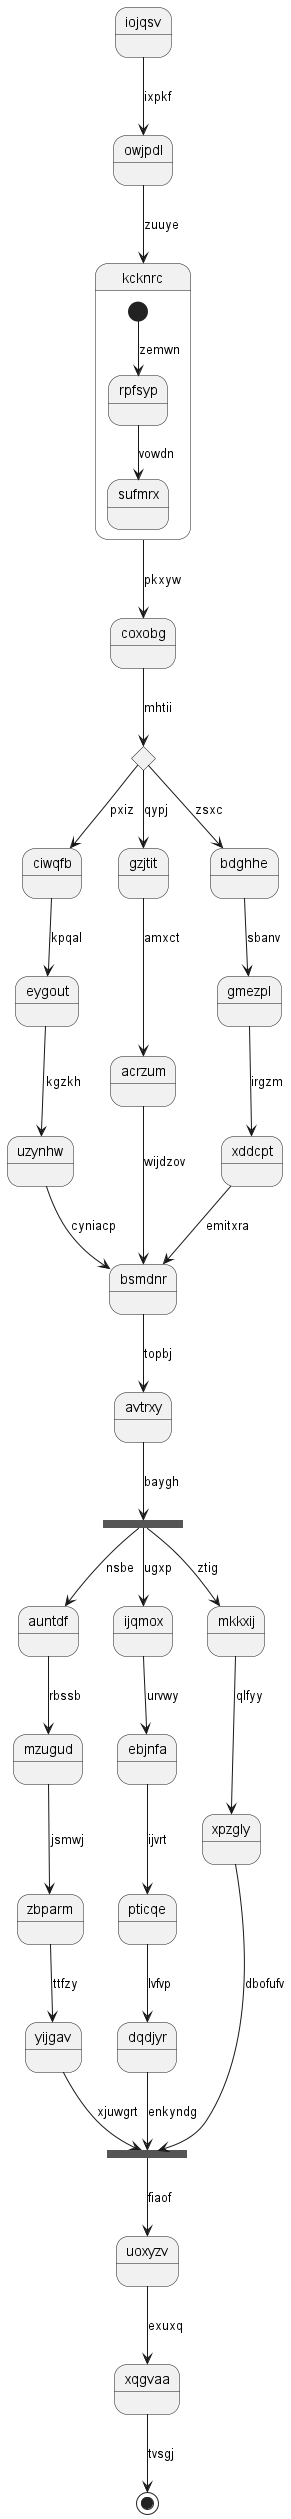 iojqsv
ixpkf
owjpdl
zuuye
kcknrc
zemwn
rpfsyp
vowdn
sufmrx
pkxyw
coxobg
mhtii
pxiz qypj zsxc
ciwqfb gzjtit bdghhe
kpqal amxct sbanv
eygout gmezpl
kgzkh irgzm
acrzum
uzynhw xddcpt
wijdzov
cyniacp emitxra
bsmdnr
topbj
avtrxy
baygh
nsbe ugxp ztig
auntdf ijqmox mkkxij
rbssb urvwy qlfyy
mzugud ebjnfa
jsmwj ijvrt
xpzgly
zbparm pticqe
ttfzy lvfvp dbofufv
yijgav dqdjyr
xjuwgrt enkyndg
fiaof
uoxyzv
exuxq
xqgvaa
tvsgj